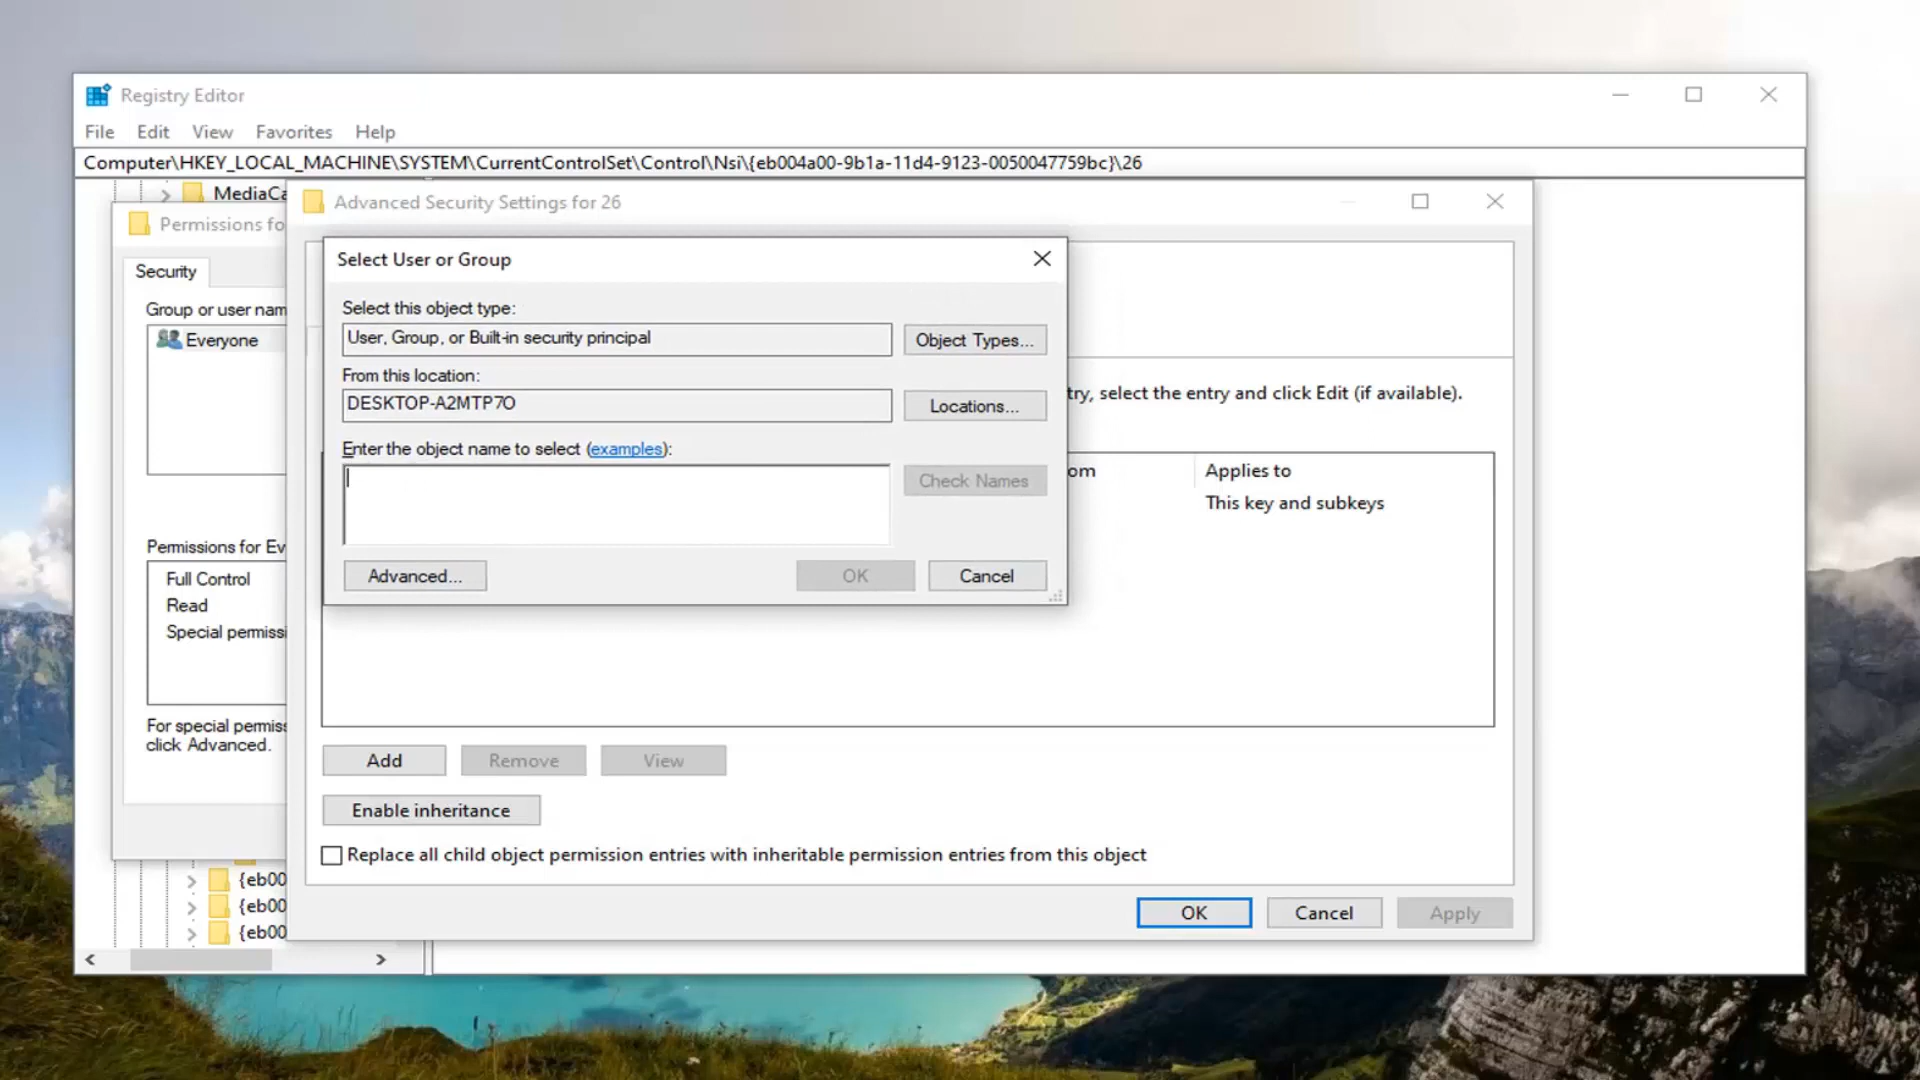 Registry Editor
File Edit View Favorites Help
Computer\HKEY_LOCAL_MACHINE\SYSTEM\CurrentControlSet\Control\Nsi\{eb004a00-9b1a-11d4-9123-0050047759bc}\26
MediaCa
Advanced Security Settings for 26
Permissions fo
Select User or Group
Security
Select this object type:
Group or user nam
User, Group, or Built-in security principal
Object Types...
Everyone
From this location:
try, select the entry and click Edit (if available).
DESKTOP-A2MTP7O
Locations...
Enter the object name to select (examples):
om
Applies to
Check Names
This key and subkeys
Permissions for Ev
Advanced...
OK
Cancel
Full Control
Read
Special permissi
For special permiss
click Advanced.
Add
Remove
View
Enable inheritance
Replace all child object permission entries with inheritable permission entries from this object
{eb00
{eb00
{eb00
OK
Cancel
Apply